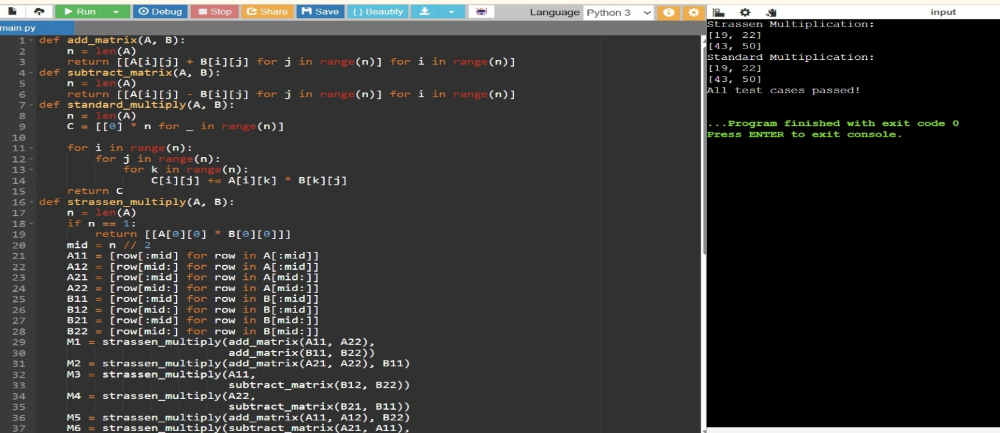 Run Debug Stop Share Save { } Beautify Language Python 3 input
main.py
1 def add_matrix(A, B):
2     n = len(A)
3     return [[A[i][j] + B[i][j] for j in range(n)] for i in range(n)]
4 def subtract_matrix(A, B):
5     n = len(A)
6     return [[A[i][j] - B[i][j] for j in range(n)] for i in range(n)]
7 def standard_multiply(A, B):
8     n = len(A)
9     C = [[0] * n for _ in range(n)]
10
11     for i in range(n):
12         for j in range(n):
13             for k in range(n):
14                 C[i][j] += A[i][k] * B[k][j]
15     return C
16 def strassen_multiply(A, B):
17     n = len(A)
18     if n == 1:
19         return [[A[0][0] * B[0][0]]]
20     mid = n // 2
21     A11 = [row[:mid] for row in A[:mid]]
22     A12 = [row[mid:] for row in A[:mid]]
23     A21 = [row[:mid] for row in A[mid:]]
24     A22 = [row[mid:] for row in A[mid:]]
25     B11 = [row[:mid] for row in B[:mid]]
26     B12 = [row[mid:] for row in B[:mid]]
27     B21 = [row[:mid] for row in B[mid:]]
28     B22 = [row[mid:] for row in B[mid:]]
29     M1 = strassen_multiply(add_matrix(A11, A22),
30                            add_matrix(B11, B22))
31     M2 = strassen_multiply(add_matrix(A21, A22), B11)
32     M3 = strassen_multiply(A11,
33                            subtract_matrix(B12, B22))
34     M4 = strassen_multiply(A22,
35                            subtract_matrix(B21, B11))
36     M5 = strassen_multiply(add_matrix(A11, A12), B22)
37     M6 = strassen_multiply(subtract_matrix(A21, A11),
Strassen Multiplication:
[19, 22]
[43, 50]
Standard Multiplication:
[19, 22]
[43, 50]
All test cases passed!
...Program finished with exit code 0
Press ENTER to exit console.